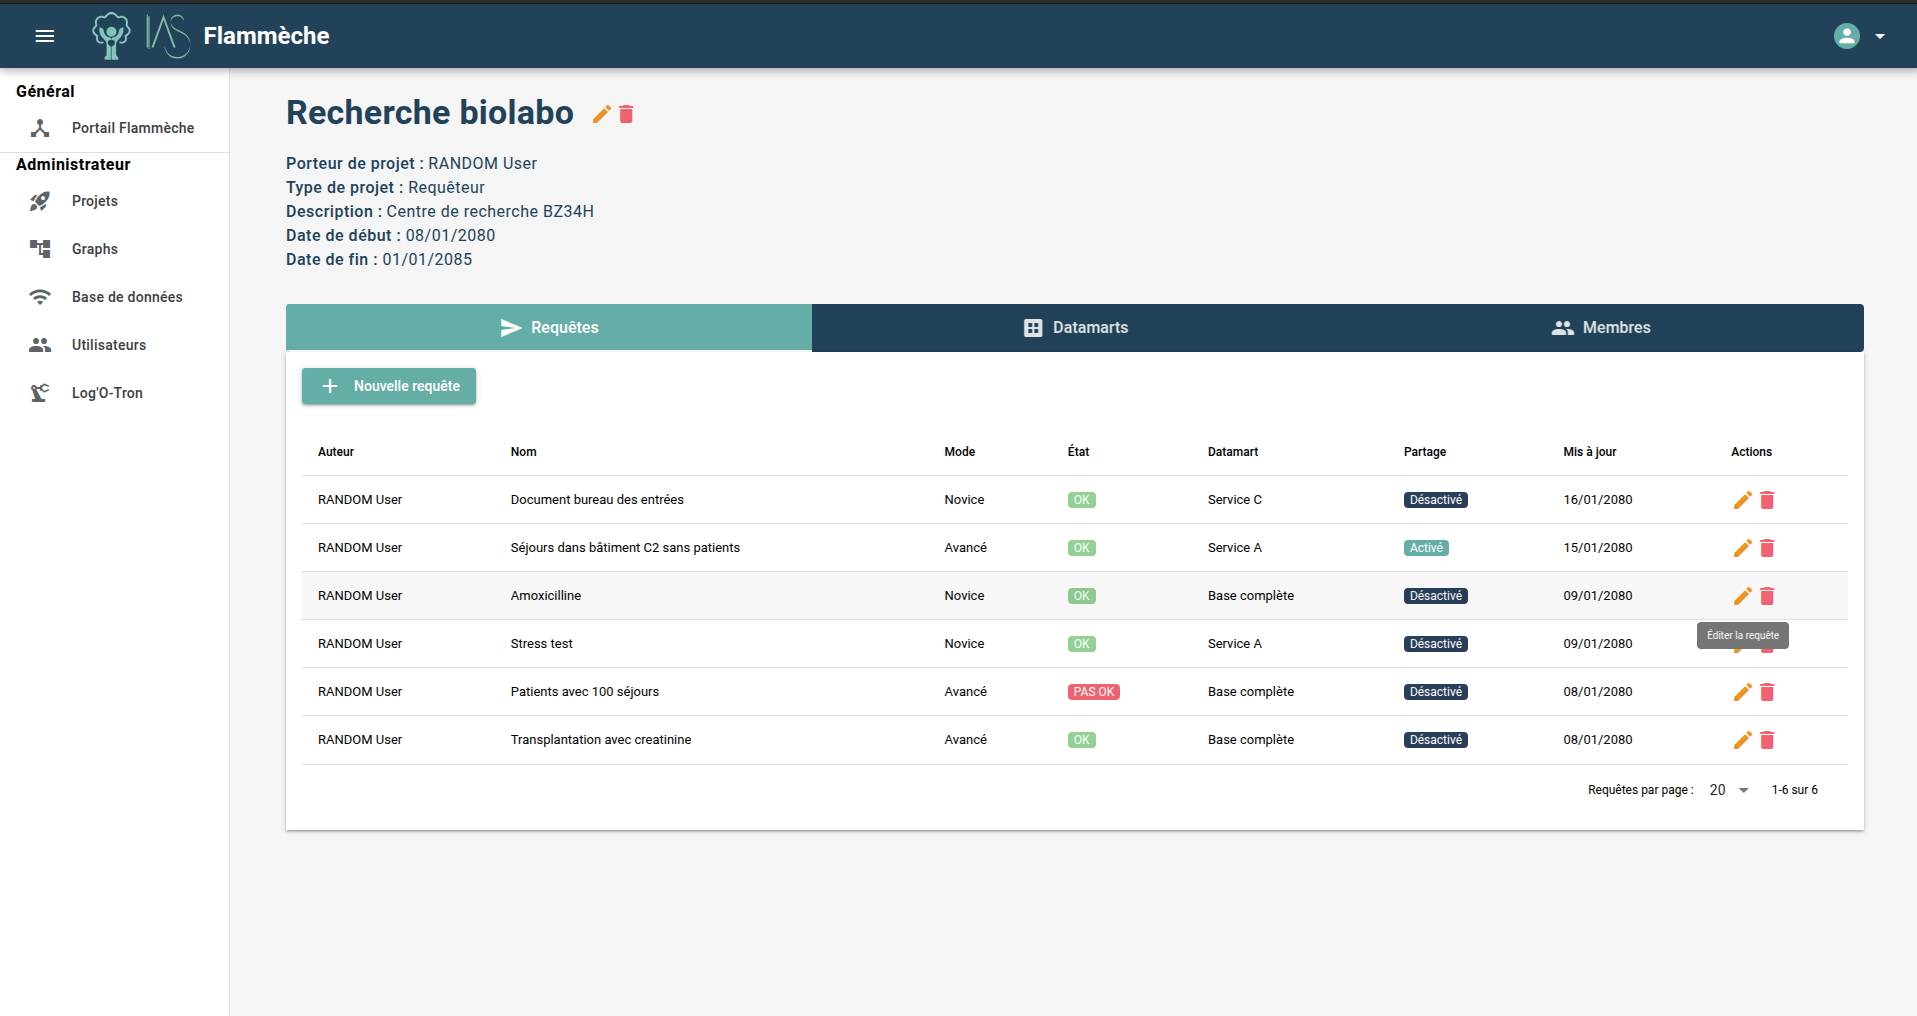 IAS Flammèche
Général
Portail Flammèche
Administrateur
Projets
Graphs
Base de données
Utilisateurs
Log'O-Tron
Recherche biolabo
Porteur de projet : RANDOM User
Type de projet : Requêteur
Description : Centre de recherche BZ34H
Date de début : 08/01/2080
Date de fin : 01/01/2085
Requêtes Datamarts Membres
Nouvelle requête
Auteur Nom Mode État Datamart Partage Mis à jour Actions
RANDOM User Document bureau des entrées Novice OK Service C Désactivé 16/01/2080
RANDOM User Séjours dans bâtiment C2 sans patients Avancé OK Service A Activé 15/01/2080
RANDOM User Amoxicilline Novice OK Base complète Désactivé 09/01/2080
Éditer la requête
RANDOM User Stress test Novice OK Service A Désactivé 09/01/2080
RANDOM User Patients avec 100 séjours Avancé PAS OK Base complète Désactivé 08/01/2080
RANDOM User Transplantation avec creatinine Avancé OK Base complète Désactivé 08/01/2080
Requêtes par page : 20 1-6 sur 6